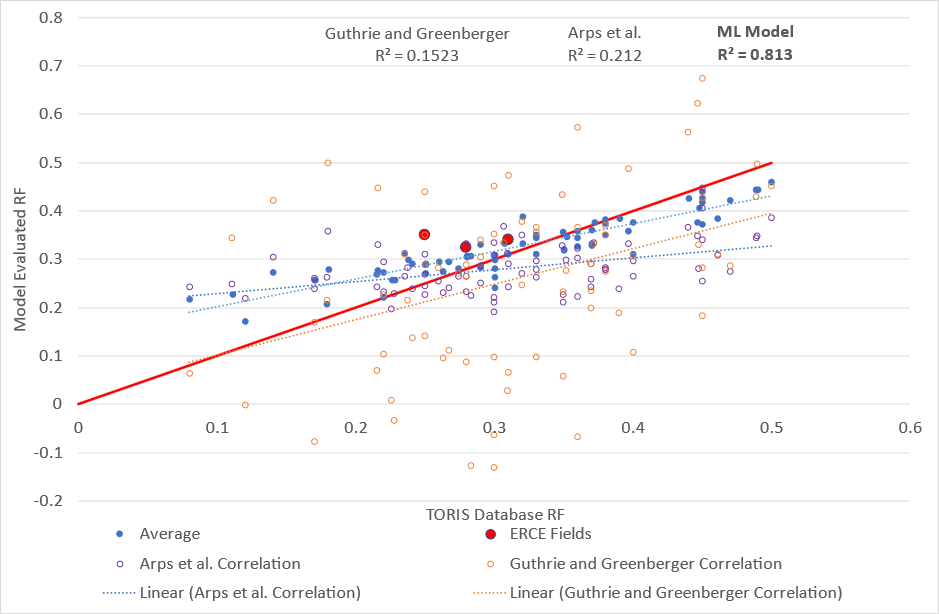 Guthrie and Greenberger
R² = 0.1523
Arps et al.
R² = 0.212
ML Model
R² = 0.813
0.8
0.7
0.6
0.5
0.4
0.3
0.2
0.1
0
-0.1
-0.2
Model Evaluated RF
0
0.1
0.2
0.3
0.4
0.5
0.6
TORIS Database RF
Average
ERCE Fields
Arps et al. Correlation
Guthrie and Greenberger Correlation
Linear (Arps et al. Correlation)
Linear (Guthrie and Greenberger Correlation)